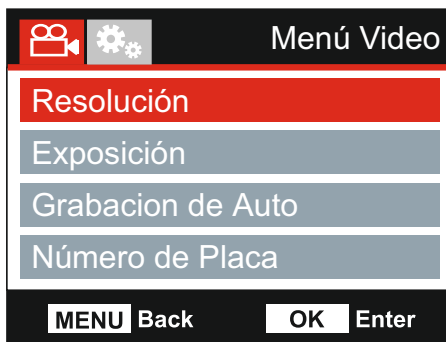 Menú Video
Resolución
Exposición
Grabacion de Auto
Número de Placa
MENU Back OK Enter